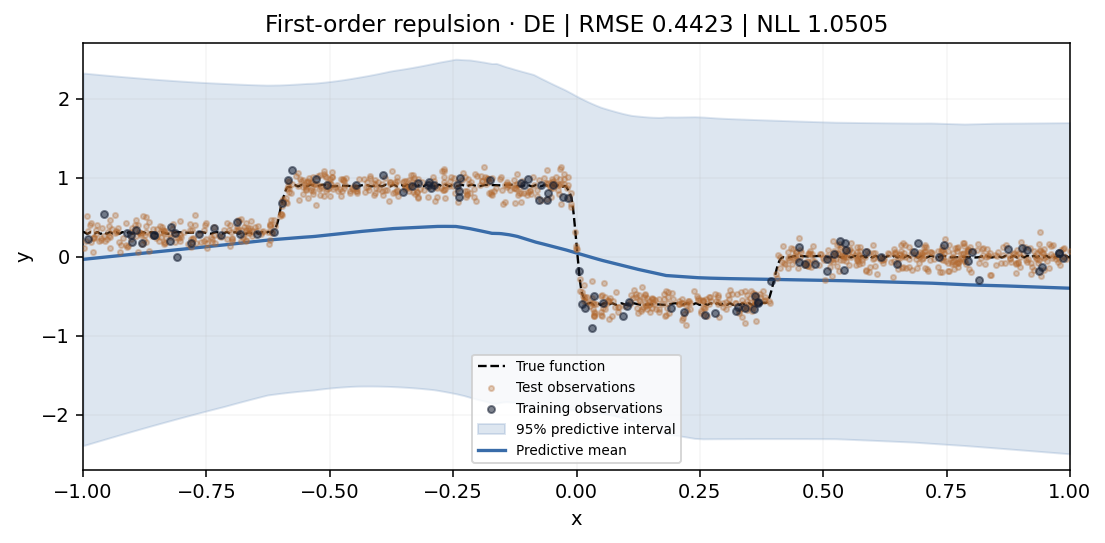 First-order repulsion · DE | RMSE 0.4423 | NLL 1.0505
y
2
1
0
−1
−2
True function
Test observations
Training observations
95% predictive interval
Predictive mean
−1.00 −0.75 −0.50 −0.25 0.00 0.25 0.50 0.75 1.00
x